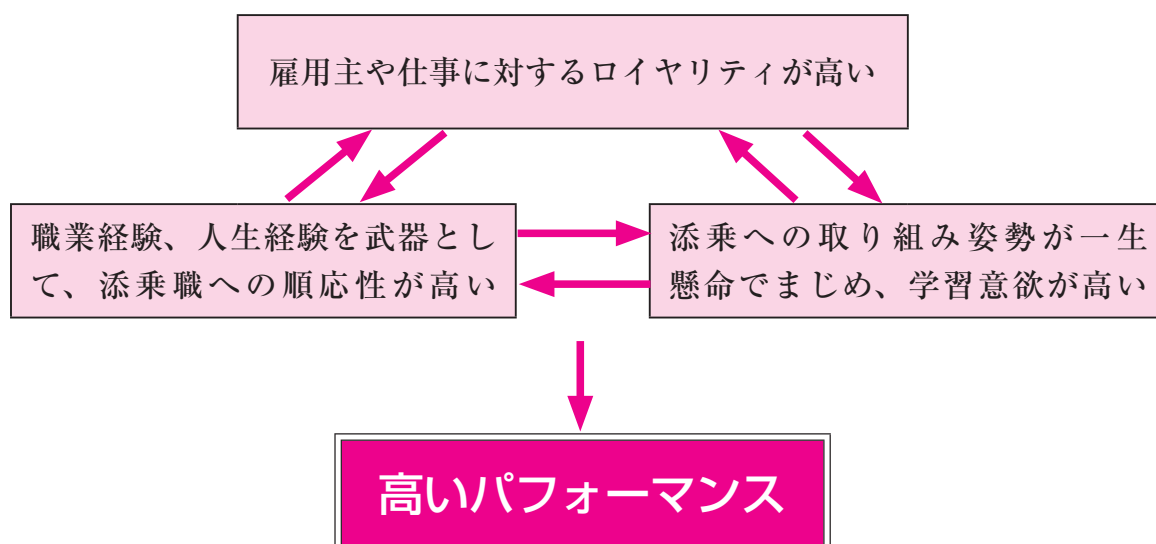 雇用主や仕事に対するロイヤリティが高い
職業経験、人生経験を武器とし
て、添乗職への順応性が高い
添乗への取り組み姿勢が一生
懸命でまじめ、学習意欲が高い
高いパフォーマンス